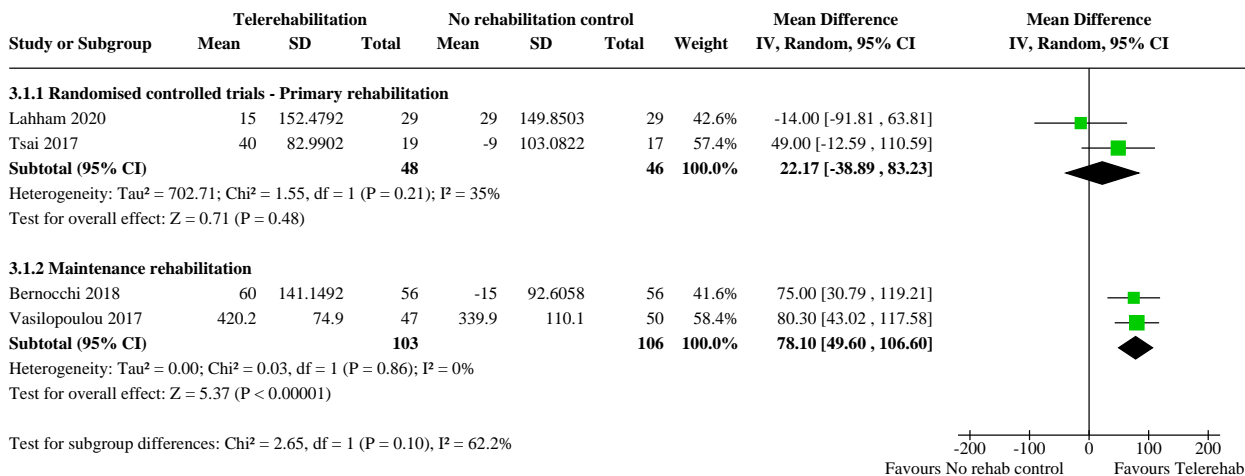 Telerehabilitation No rehabilitation control Mean Difference Mean Difference
Study or Subgroup Mean SD Total Mean SD Total Weight IV, Random, 95% CI IV, Random, 95% CI
3.1.1 Randomised controlled trials - Primary rehabilitation
Lahham 2020 15 152.4792 29 29 149.8503 29 42.6% -14.00 [-91.81 , 63.81]
Tsai 2017 40 82.9902 19 -9 103.0822 17 57.4% 49.00 [-12.59 , 110.59]
Subtotal (95% CI) 48 46 100.0% 22.17 [-38.89 , 83.23]
Heterogeneity: Tau² = 702.71; Chi² = 1.55, df = 1 (P = 0.21); I² = 35%
Test for overall effect: Z = 0.71 (P = 0.48)
3.1.2 Maintenance rehabilitation
Bernocchi 2018 60 141.1492 56 -15 92.6058 56 41.6% 75.00 [30.79 , 119.21]
Vasilopoulou 2017 420.2 74.9 47 339.9 110.1 50 58.4% 80.30 [43.02 , 117.58]
Subtotal (95% CI) 103 106 100.0% 78.10 [49.60 , 106.60]
Heterogeneity: Tau² = 0.00; Chi² = 0.03, df = 1 (P = 0.86); I² = 0%
Test for overall effect: Z = 5.37 (P < 0.00001)
Test for subgroup differences: Chi² = 2.65, df = 1 (P = 0.10), I² = 62.2%
-200 -100 0 100 200
Favours No rehab control Favours Telerehab